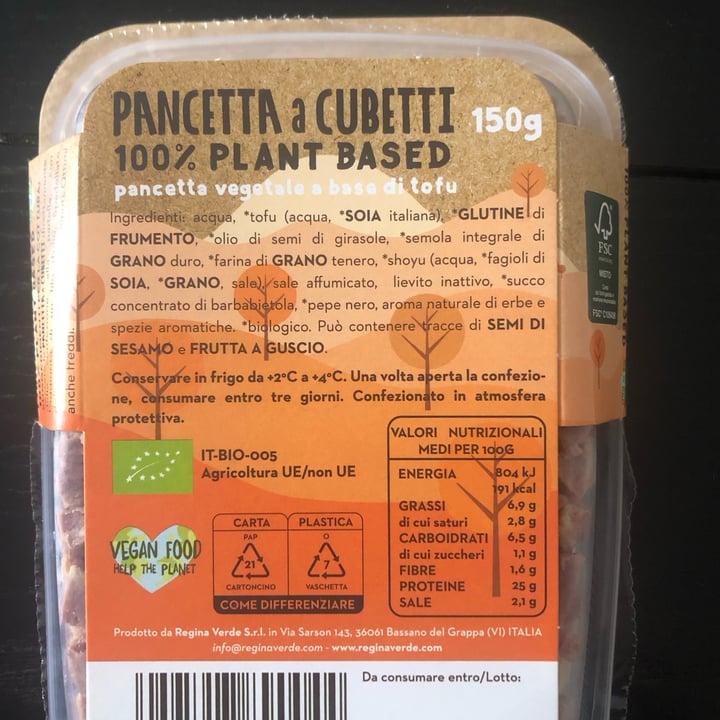 PANCETTA a CUBETTI 150g
100% PLANT BASED
pancetta vegetale a base di tofu
Ingredienti: acqua, *tofu (acqua, *SOIA italiana), *GLUTINE di
FRUMENTO, *olio di semi di girasole, *semola integrale di
GRANO duro, *farina di GRANO tenero, *shoyu (acqua, *fagioli di
SOIA, *GRANO, sale), sale affumicato, lievito inattivo, *succo
concentrato di barbabietola, *pepe nero, aroma naturale di erbe e
spezie aromatiche. *biologico. Può contenere tracce di SEMI DI
SESAMO e FRUTTA A GUSCIO.
Conservare in frigo da +2°C a +4°C. Una volta aperta la confezio-
ne, consumare entro tre giorni. Confezionato in atmosfera
protettiva.
IT-BIO-005
Agricoltura UE/non UE
VEGAN FOOD
HELP THE PLANET
CARTA PLASTICA
PAP O
21 7
CARTONCINO VASCHETTA
COME DIFFERENZIARE
VALORI NUTRIZIONALI
MEDI PER 100G
ENERGIA 804 kJ
191 kcal
GRASSI 6,9 g
di cui saturi 2,8 g
CARBOIDRATI 6,5 g
di cui zuccheri 1,1 g
FIBRE 1,6 g
PROTEINE 25 g
SALE 2,1 g
Prodotto da Regina Verde S.r.l. in Via Sarson 143, 36061 Bassano del Grappa (VI) ITALIA
info@reginaverde.com - www.reginaverde.com
Da consumare entro/Lotto:
anche freddi.
FSC
MISTO
100% PLANT BASED